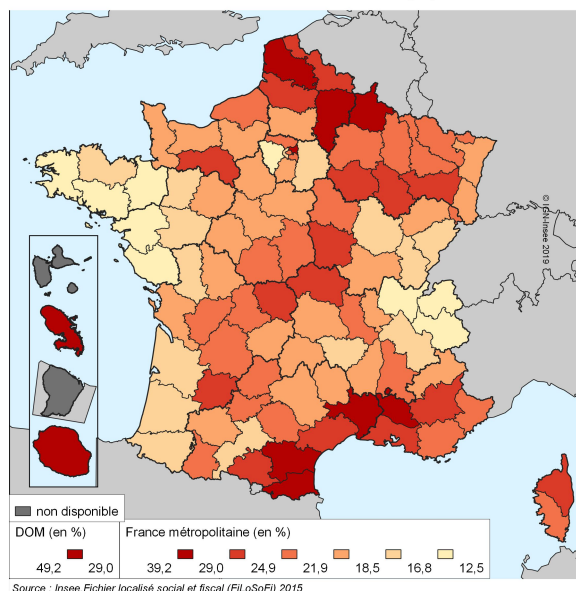 © IGN-Insee 2019
non disponible
DOM (en %)
France métropolitaine (en %)
49,2 29,0
39,2 29,0 24,9 21,9 18,5 16,8 12,5
Source : Insee Fichier localisé social et fiscal (FiLoSoFi) 2015